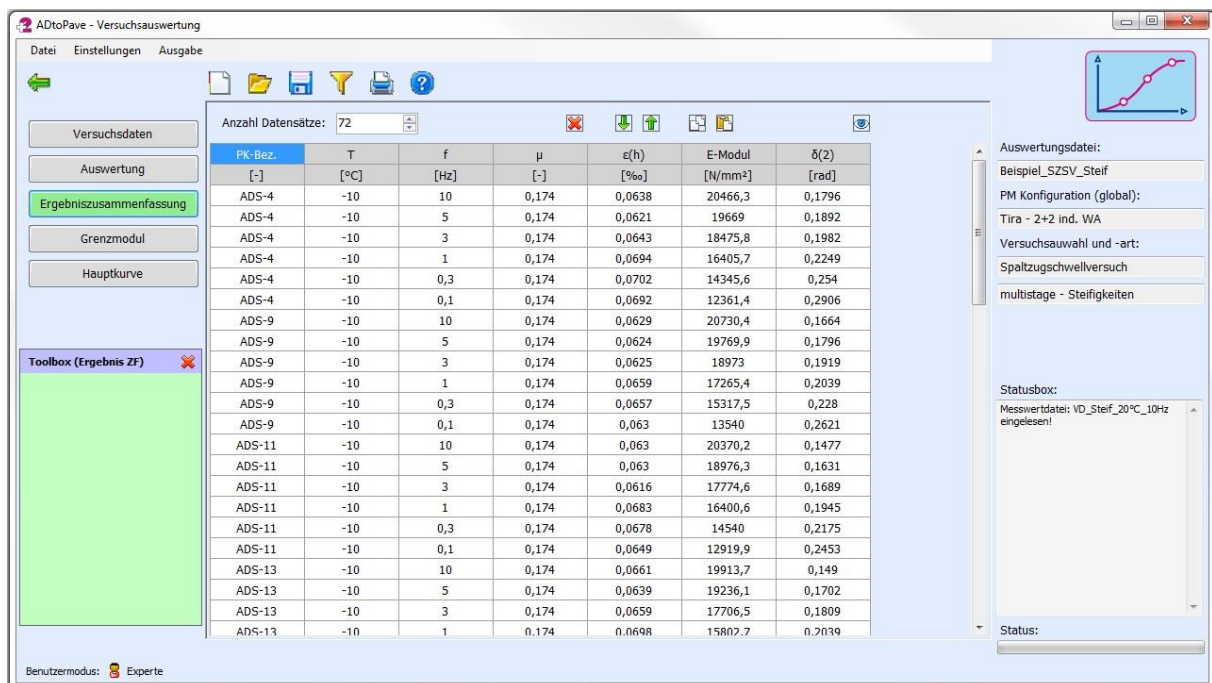 ADtoPave - Versuchsauswertung
Datei Einstellungen Ausgabe
Versuchsdaten
Auswertung
Ergebniszusammenfassung
Grenzmodul
Hauptkurve
Toolbox (Ergebnis ZF)
Anzahl Datensätze: 72
PK-Bez. T f µ ε(h) E-Modul δ(2)
[-] [°C] [Hz] [-] [‰] [N/mm²] [rad]
ADS-4 -10 10 0,174 0,0638 20466,3 0,1796
ADS-4 -10 5 0,174 0,0621 19669 0,1892
ADS-4 -10 3 0,174 0,0643 18475,8 0,1982
ADS-4 -10 1 0,174 0,0694 16405,7 0,2249
ADS-4 -10 0,3 0,174 0,0702 14345,6 0,254
ADS-4 -10 0,1 0,174 0,0692 12361,4 0,2906
ADS-9 -10 10 0,174 0,0629 20730,4 0,1664
ADS-9 -10 5 0,174 0,0624 19769,9 0,1796
ADS-9 -10 3 0,174 0,0625 18973 0,1919
ADS-9 -10 1 0,174 0,0659 17265,4 0,2039
ADS-9 -10 0,3 0,174 0,0657 15317,5 0,228
ADS-9 -10 0,1 0,174 0,063 13540 0,2621
ADS-11 -10 10 0,174 0,063 20370,2 0,1477
ADS-11 -10 5 0,174 0,063 18976,3 0,1631
ADS-11 -10 3 0,174 0,0616 17774,6 0,1689
ADS-11 -10 1 0,174 0,0683 16400,6 0,1945
ADS-11 -10 0,3 0,174 0,0678 14540 0,2175
ADS-11 -10 0,1 0,174 0,0649 12919,9 0,2453
ADS-13 -10 10 0,174 0,0661 19913,7 0,149
ADS-13 -10 5 0,174 0,0639 19236,1 0,1702
ADS-13 -10 3 0,174 0,0659 17706,5 0,1809
ADS-13 -10 1 0,174 0,0698 15802,7 0,2039
Auswertungsdatei:
Beispiel_SZSV_Steif
PM Konfiguration (global):
Tira - 2+2 ind. WA
Versuchsauwahl und -art:
Spaltzugschwellversuch
multistage - Steifigkeiten
Statusbox:
Messwertdatei: VD_Steif_20°C_10Hz
eingelesen!
Status:
Benutzermodus: Experte